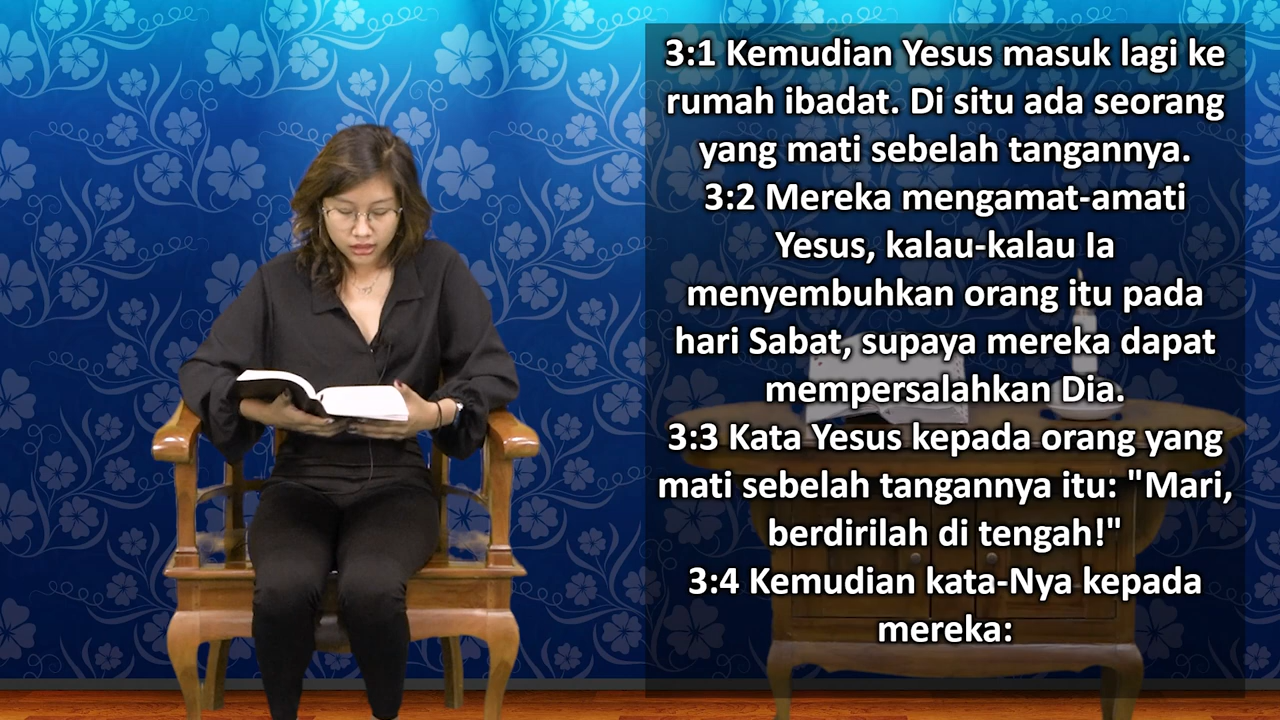 3:1 Kemudian Yesus masuk lagi ke
rumah ibadat. Di situ ada seorang
yang mati sebelah tangannya.
3:2 Mereka mengamat-amati
Yesus, kalau-kalau Ia
menyembuhkan orang itu pada
hari Sabat, supaya mereka dapat
mempersalahkan Dia.
3:3 Kata Yesus kepada orang yang
mati sebelah tangannya itu: "Mari,
berdirilah di tengah!"
3:4 Kemudian kata-Nya kepada
mereka: